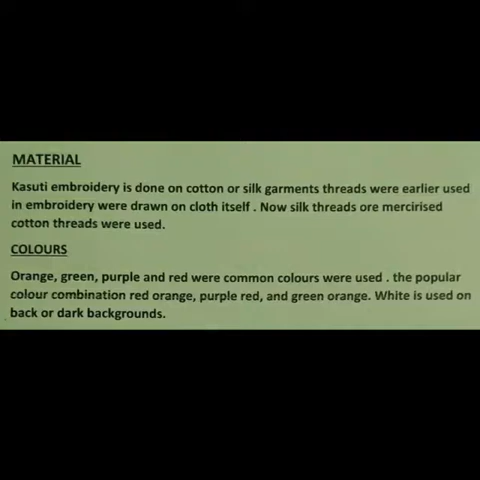 MATERIAL
Kasuti embroidery is done on cotton or silk garments threads were earlier used
in embroidery were drawn on cloth itself . Now silk threads ore mercirised
cotton threads were used.
COLOURS
Orange, green, purple and red were common colours were used . the popular
colour combination red orange, purple red, and green orange. White is used on
back or dark backgrounds.